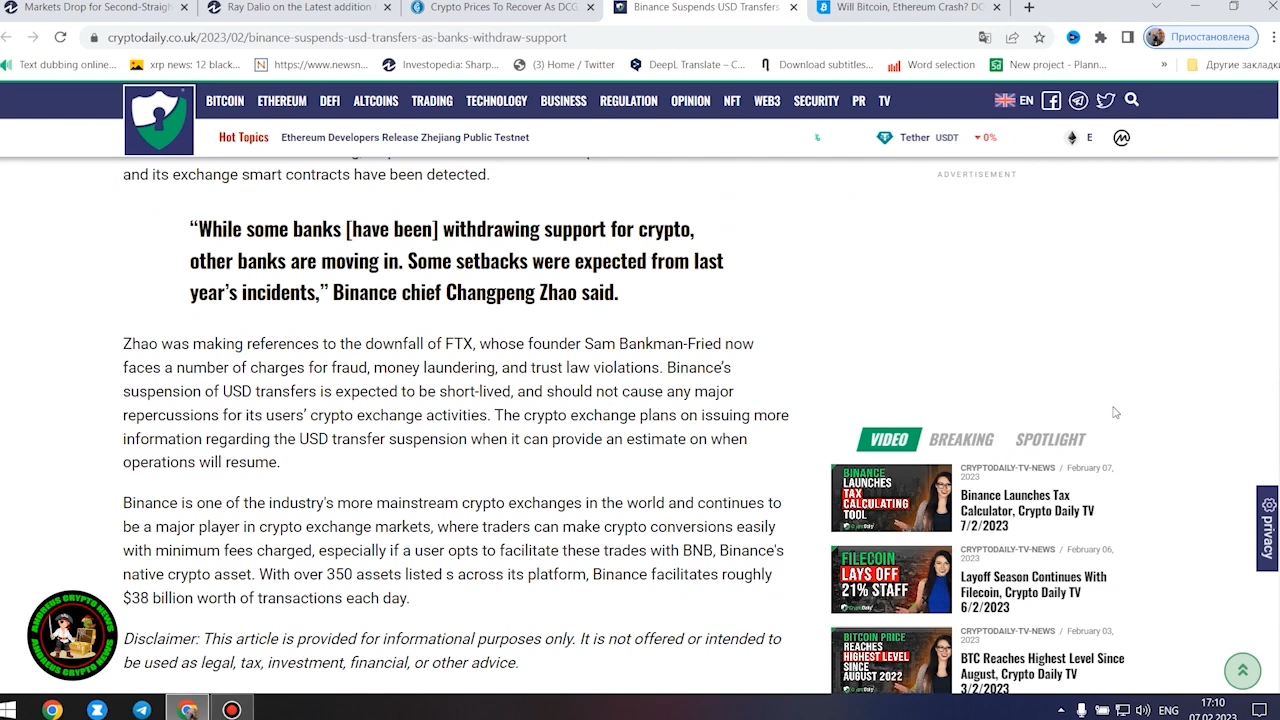 Markets Drop for Second-Straigh
Ray Dalio on the Latest addition
Crypto Prices To Recover As DCG
Binance Suspends USD Transfers
Will Bitcoin, Ethereum Crash? DC
cryptodaily.co.uk/2023/02/binance-suspends-usd-transfers-as-banks-withdraw-support
Приостановлена
Text dubbing online...
xrp news: 12 black...
https://www.newsn...
Investopedia: Sharp...
(3) Home / Twitter
DeepL Translate – C...
Download subtitles...
Word selection
New project - Plann...
»
Другие закладки
BITCOIN ETHEREUM DEFI ALTCOINS TRADING TECHNOLOGY BUSINESS REGULATION OPINION NFT WEB3 SECURITY PR TV
EN
Hot Topics Ethereum Developers Release Zhejiang Public Testnet
Tether USDT 0%
E
ADVERTISEMENT
and its exchange smart contracts have been detected.
“While some banks [have been] withdrawing support for crypto,
other banks are moving in. Some setbacks were expected from last
year’s incidents,” Binance chief Changpeng Zhao said.
Zhao was making references to the downfall of FTX, whose founder Sam Bankman-Fried now
faces a number of charges for fraud, money laundering, and trust law violations. Binance’s
suspension of USD transfers is expected to be short-lived, and should not cause any major
repercussions for its users’ crypto exchange activities. The crypto exchange plans on issuing more
information regarding the USD transfer suspension when it can provide an estimate on when
operations will resume.
Binance is one of the industry's more mainstream crypto exchanges in the world and continues to
be a major player in crypto exchange markets, where traders can make crypto conversions easily
with minimum fees charged, especially if a user opts to facilitate these trades with BNB, Binance's
native crypto asset. With over 350 assets listed s across its platform, Binance facilitates roughly
$38 billion worth of transactions each day.
Disclaimer: This article is provided for informational purposes only. It is not offered or intended to
be used as legal, tax, investment, financial, or other advice.
VIDEO BREAKING SPOTLIGHT
BINANCE
LAUNCHES
TAX
CALCULATING
TOOL
CRYPTODAILY-TV-NEWS / February 07,
2023
Binance Launches Tax
Calculator, Crypto Daily TV
7/2/2023
FILECOIN
LAYS OFF
21% STAFF
CRYPTODAILY-TV-NEWS / February 06,
2023
Layoff Season Continues With
Filecoin, Crypto Daily TV
6/2/2023
BITCOIN PRICE
REACHES
HIGHEST LEVEL
SINCE
AUGUST 2022
CRYPTODAILY-TV-NEWS / February 03,
2023
BTC Reaches Highest Level Since
August, Crypto Daily TV
3/2/2023
privacy
ANDREUS CRYPTO NEWS
ANDREUS CRYPTO NEWS
ENG
17:10
07.02.2023